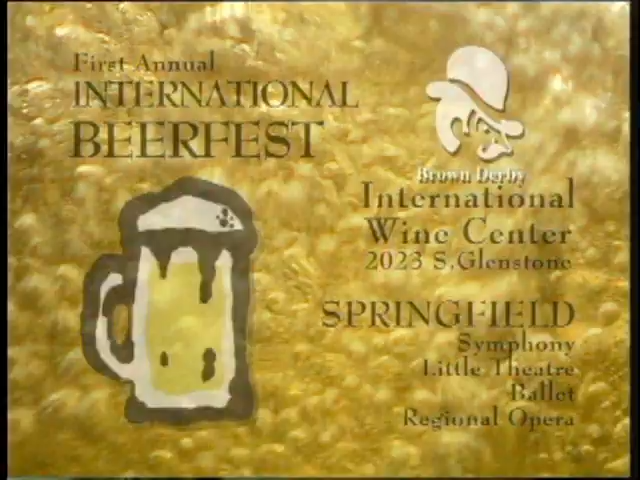 First Annual
INTERNATIONAL
BEERFEST
Brown Derby
International
Wine Center
2023 S. Glenstone
SPRINGFIELD
Symphony
Little Theatre
Ballet
Regional Opera